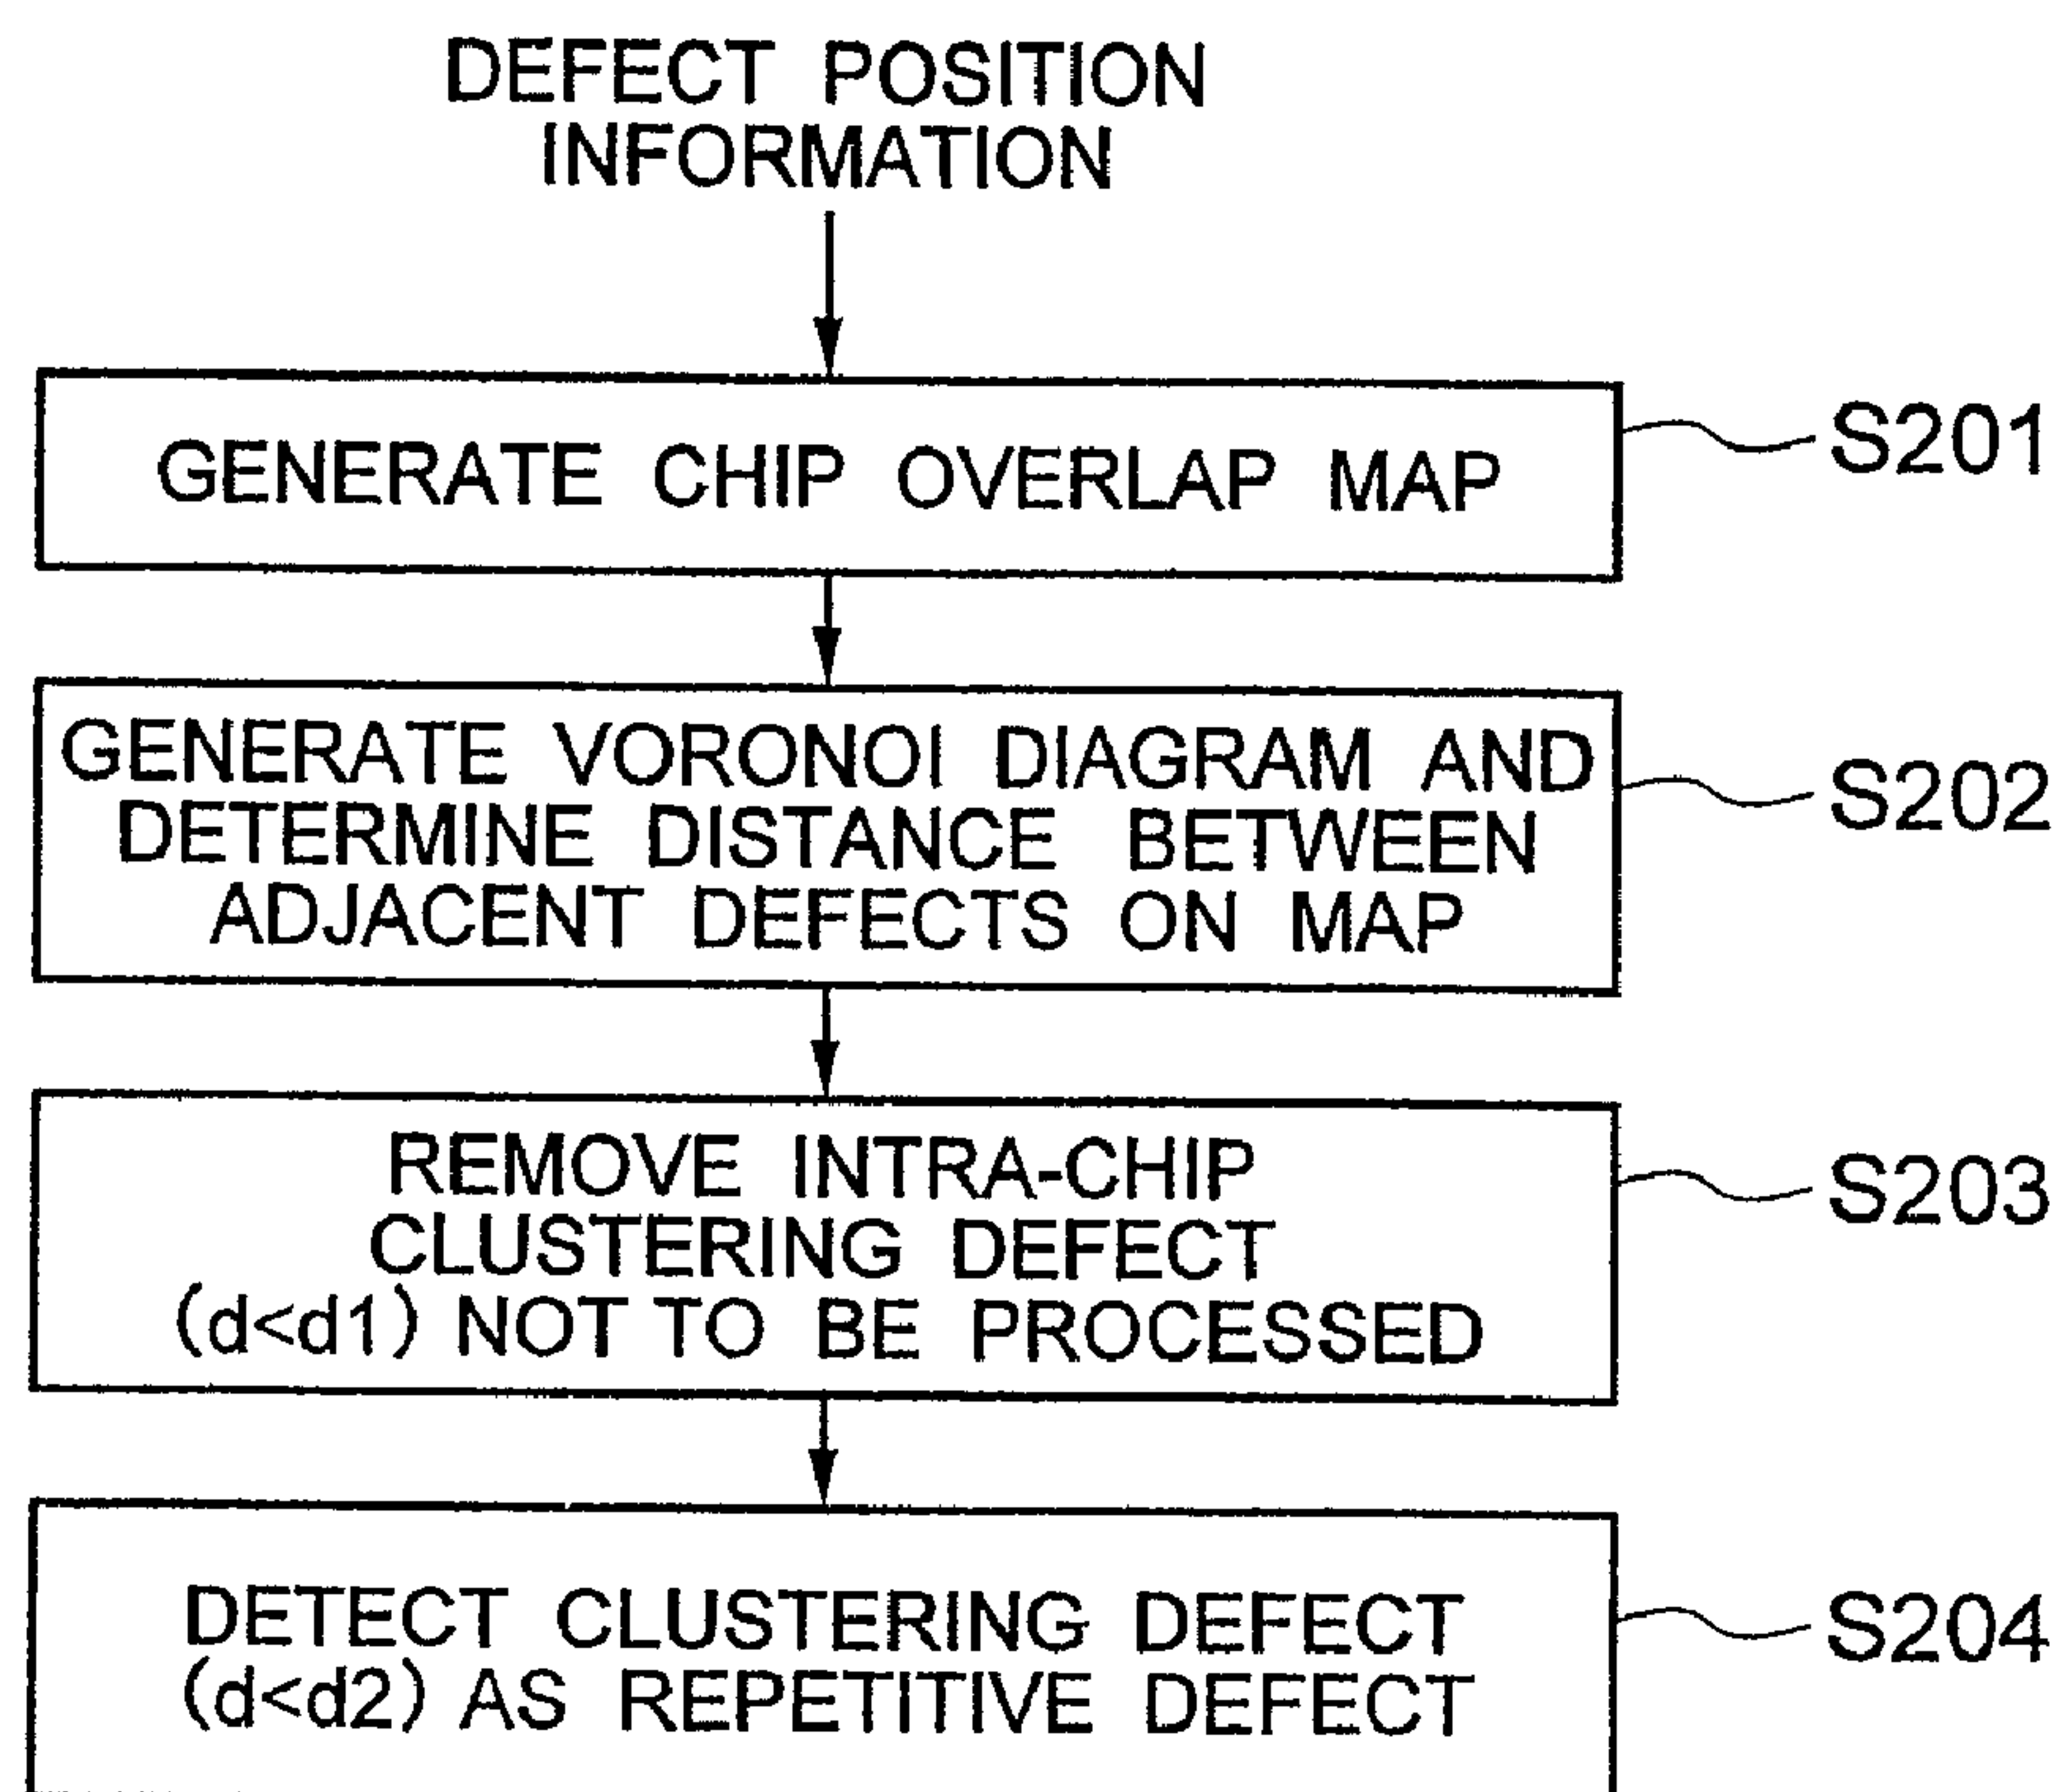 DEFECT POSITION
INFORMATION
GENERATE CHIP OVERLAP MAP
S201
GENERATE VORONOI DIAGRAM AND
DETERMINE DISTANCE BETWEEN
ADJACENT DEFECTS ON MAP
S202
REMOVE INTRA-CHIP
CLUSTERING DEFECT
(d<d1) NOT TO BE PROCESSED
S203
DETECT CLUSTERING DEFECT
(d<d2) AS REPETITIVE DEFECT
S204